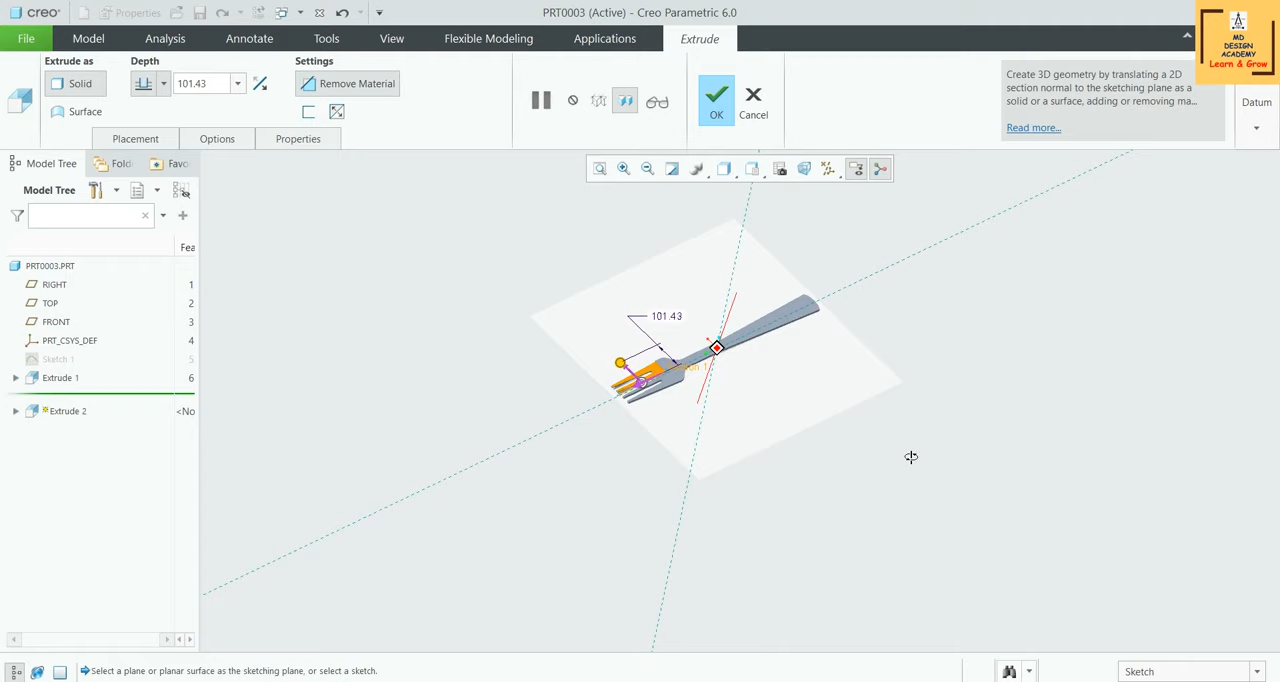 creo
Properties
PRT0003 (Active) - Creo Parametric 6.0
File
Model
Analysis
Annotate
Tools
View
Flexible Modeling
Applications
Extrude
MD
DESIGN
ACADEMY
Learn & Grow
Extrude as
Depth
Settings
Solid
101.43
Remove Material
Surface
OK
Cancel
Create 3D geometry by translating a 2D
section normal to the sketching plane as a
solid or a surface, adding or removing ma...
Read more...
Datum
Placement
Options
Properties
Model Tree
Fold
Favo
Model Tree
Fea
PRT0003.PRT
RIGHT 1
TOP 2
FRONT 3
PRT_CSYS_DEF 4
Sketch 1 5
Extrude 1 6
Extrude 2 <No
101.43
Select a plane or planar surface as the sketching plane, or select a sketch.
Sketch